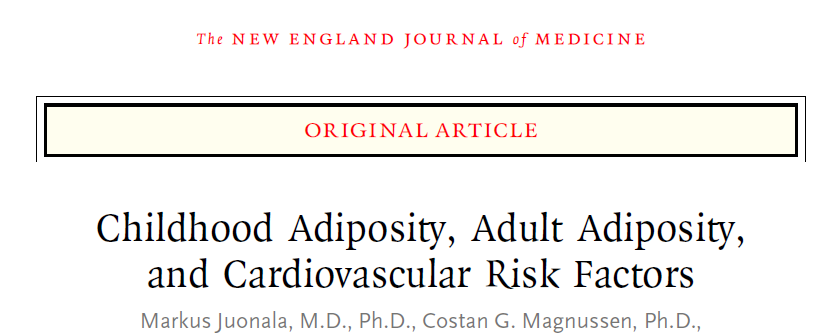 The NEW ENGLAND JOURNAL of MEDICINE
ORIGINAL ARTICLE
Childhood Adiposity, Adult Adiposity,
and Cardiovascular Risk Factors
Markus Juonala, M.D., Ph.D., Costan G. Magnussen, Ph.D.,